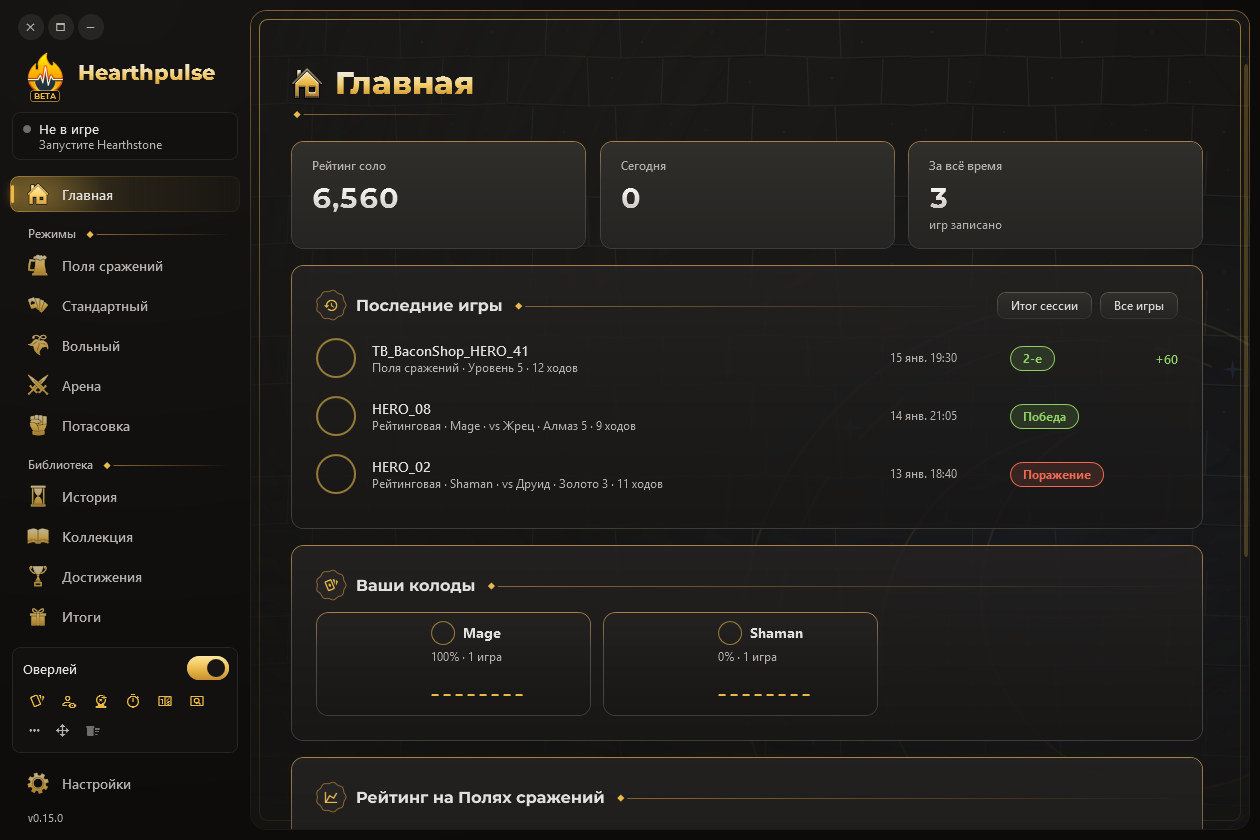 Hearthpulse
BETA
Не в игре
Запустите Hearthstone
Главная
Режимы
Поля сражений
Стандартный
Вольный
Арена
Потасовка
Библиотека
История
Коллекция
Достижения
Итоги
Оверлей
Настройки
v0.15.0
Главная
Рейтинг соло
6,560
Сегодня
0
За всё время
3
игр записано
Последние игры
Итог сессии
Все игры
TB_BaconShop_HERO_41
Поля сражений · Уровень 5 · 12 ходов
15 янв. 19:30
2-е
+60
HERO_08
Рейтинговая · Mage · vs Жрец · Алмаз 5 · 9 ходов
14 янв. 21:05
Победа
HERO_02
Рейтинговая · Shaman · vs Друид · Золото 3 · 11 ходов
13 янв. 18:40
Поражение
Ваши колоды
Mage
100% · 1 игра
Shaman
0% · 1 игра
Рейтинг на Полях сражений